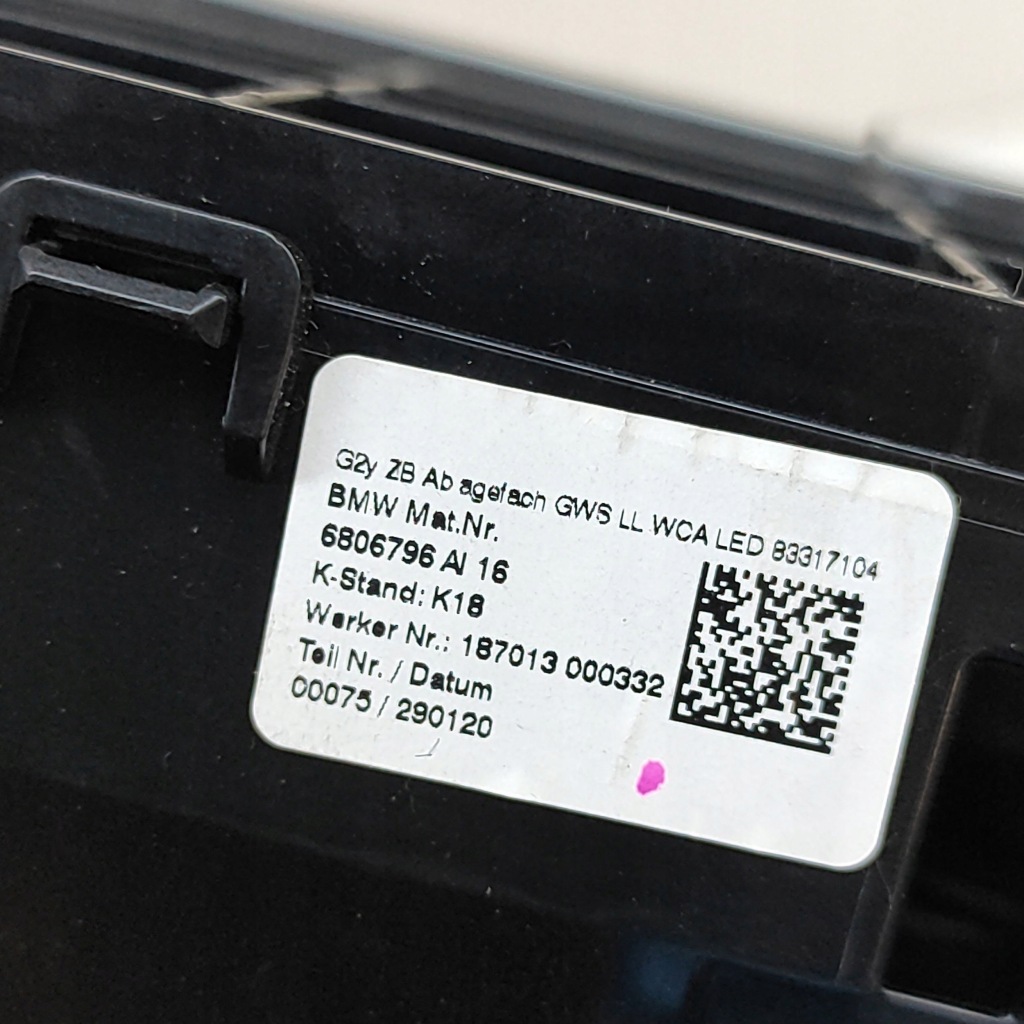 G2y ZB Ab agefach GWS LL WCA LED 83317104
BMW Mat.Nr.
6806796 AI 16
K-Stand: K18
Werker Nr.: 187013 000332
Teil Nr. / Datum
00075 / 290120